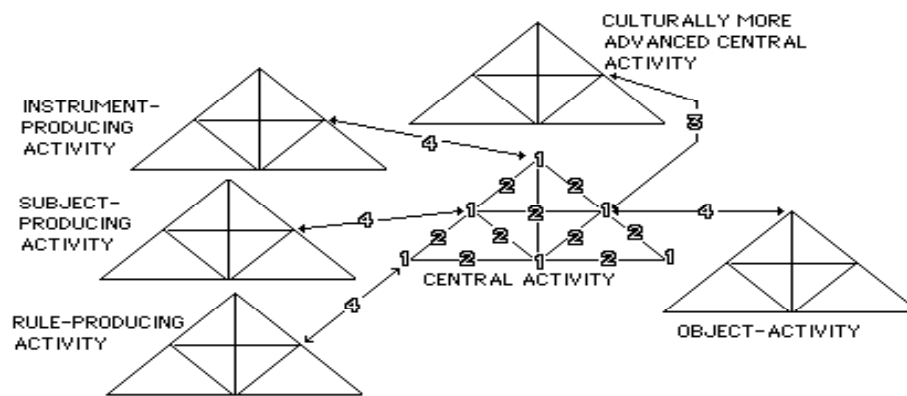 CULTURALLY MORE
ADVANCED CENTRAL
ACTIVITY
INSTRUMENT-
PRODUCING
ACTIVITY
3
4
1
2 2
SUBJECT-
PRODUCING
ACTIVITY
4
1 2 1
4
2 2 2 2
1 2 1 2 1
CENTRAL ACTIVITY
4
RULE-PRODUCING
ACTIVITY
OBJECT-ACTIVITY